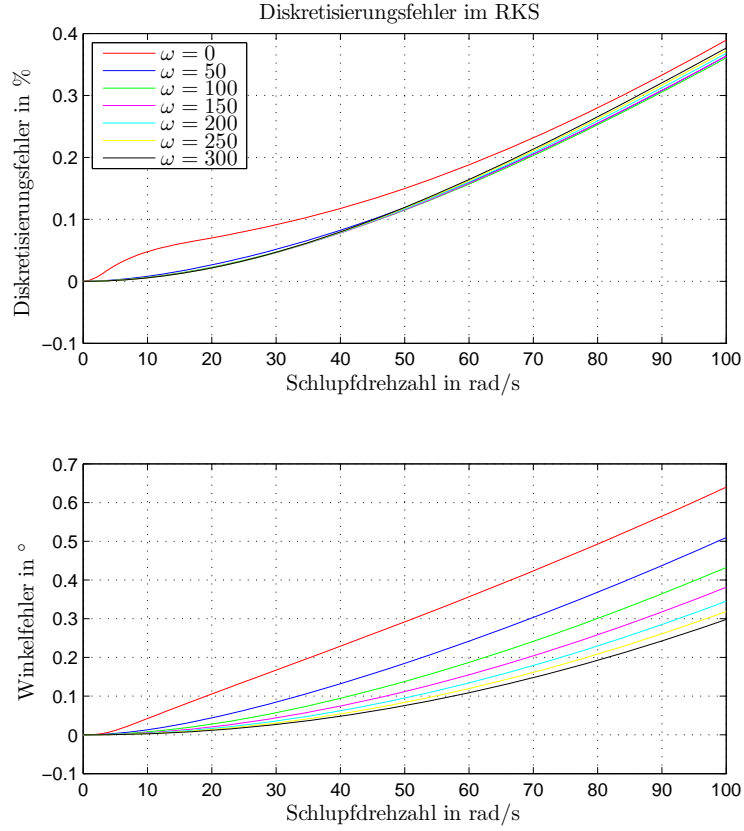 Diskretisierungsfehler im RKS
Diskretisierungsfehler in %
0.4
0.3
0.2
0.1
0
−0.1
ω = 0
ω = 50
ω = 100
ω = 150
ω = 200
ω = 250
ω = 300
0 10 20 30 40 50 60 70 80 90 100
Schlupfdrehzahl in rad/s
Winkelfehler in °
0.7
0.6
0.5
0.4
0.3
0.2
0.1
0
−0.1
0 10 20 30 40 50 60 70 80 90 100
Schlupfdrehzahl in rad/s